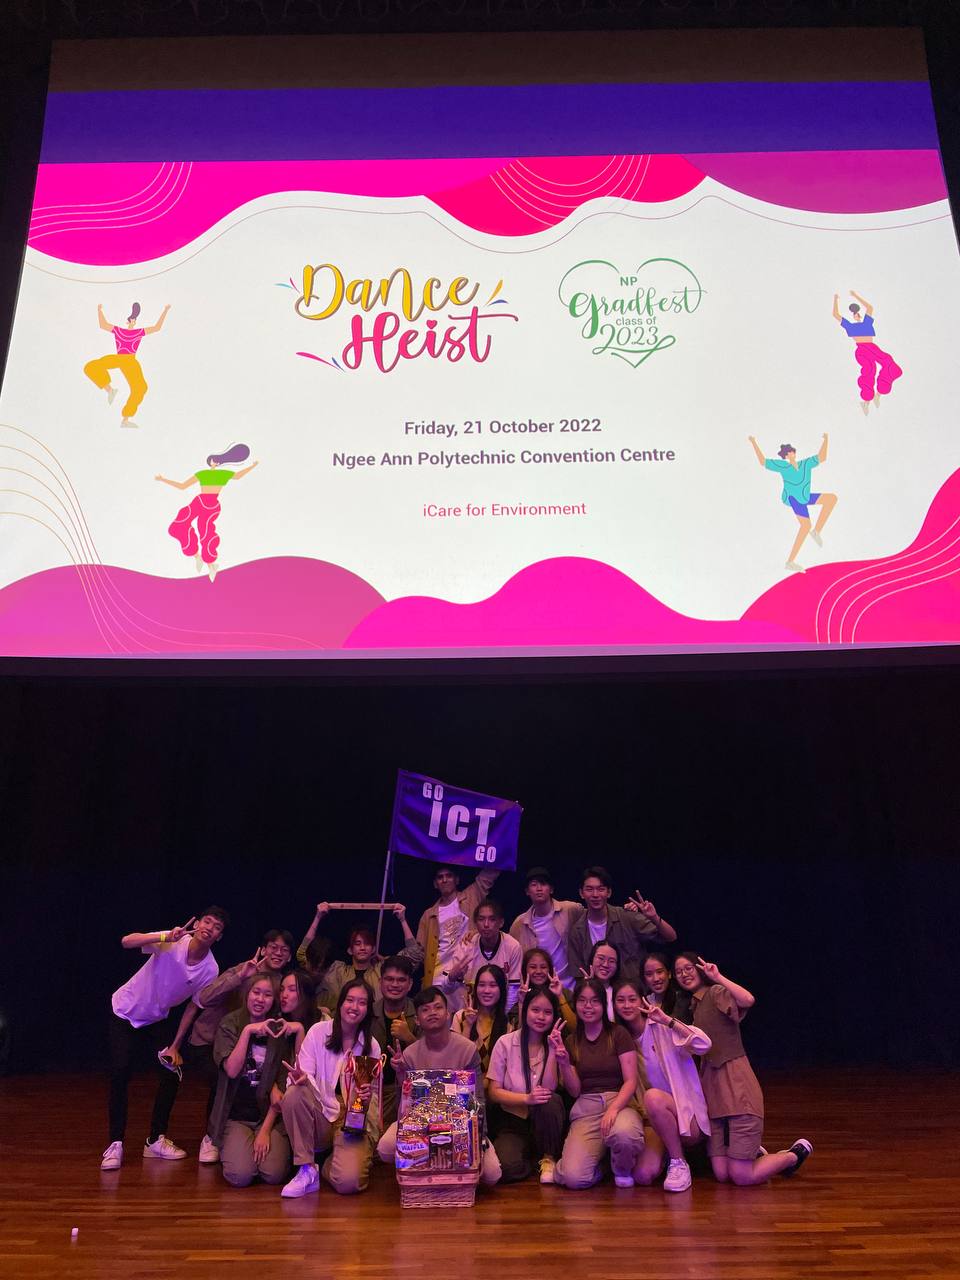 Dance
Heist
NP
Gradfest
class of
2023
Friday, 21 October 2022
Ngee Ann Polytechnic Convention Centre
iCare for Environment
GO
ICT
GO
WAFFLE